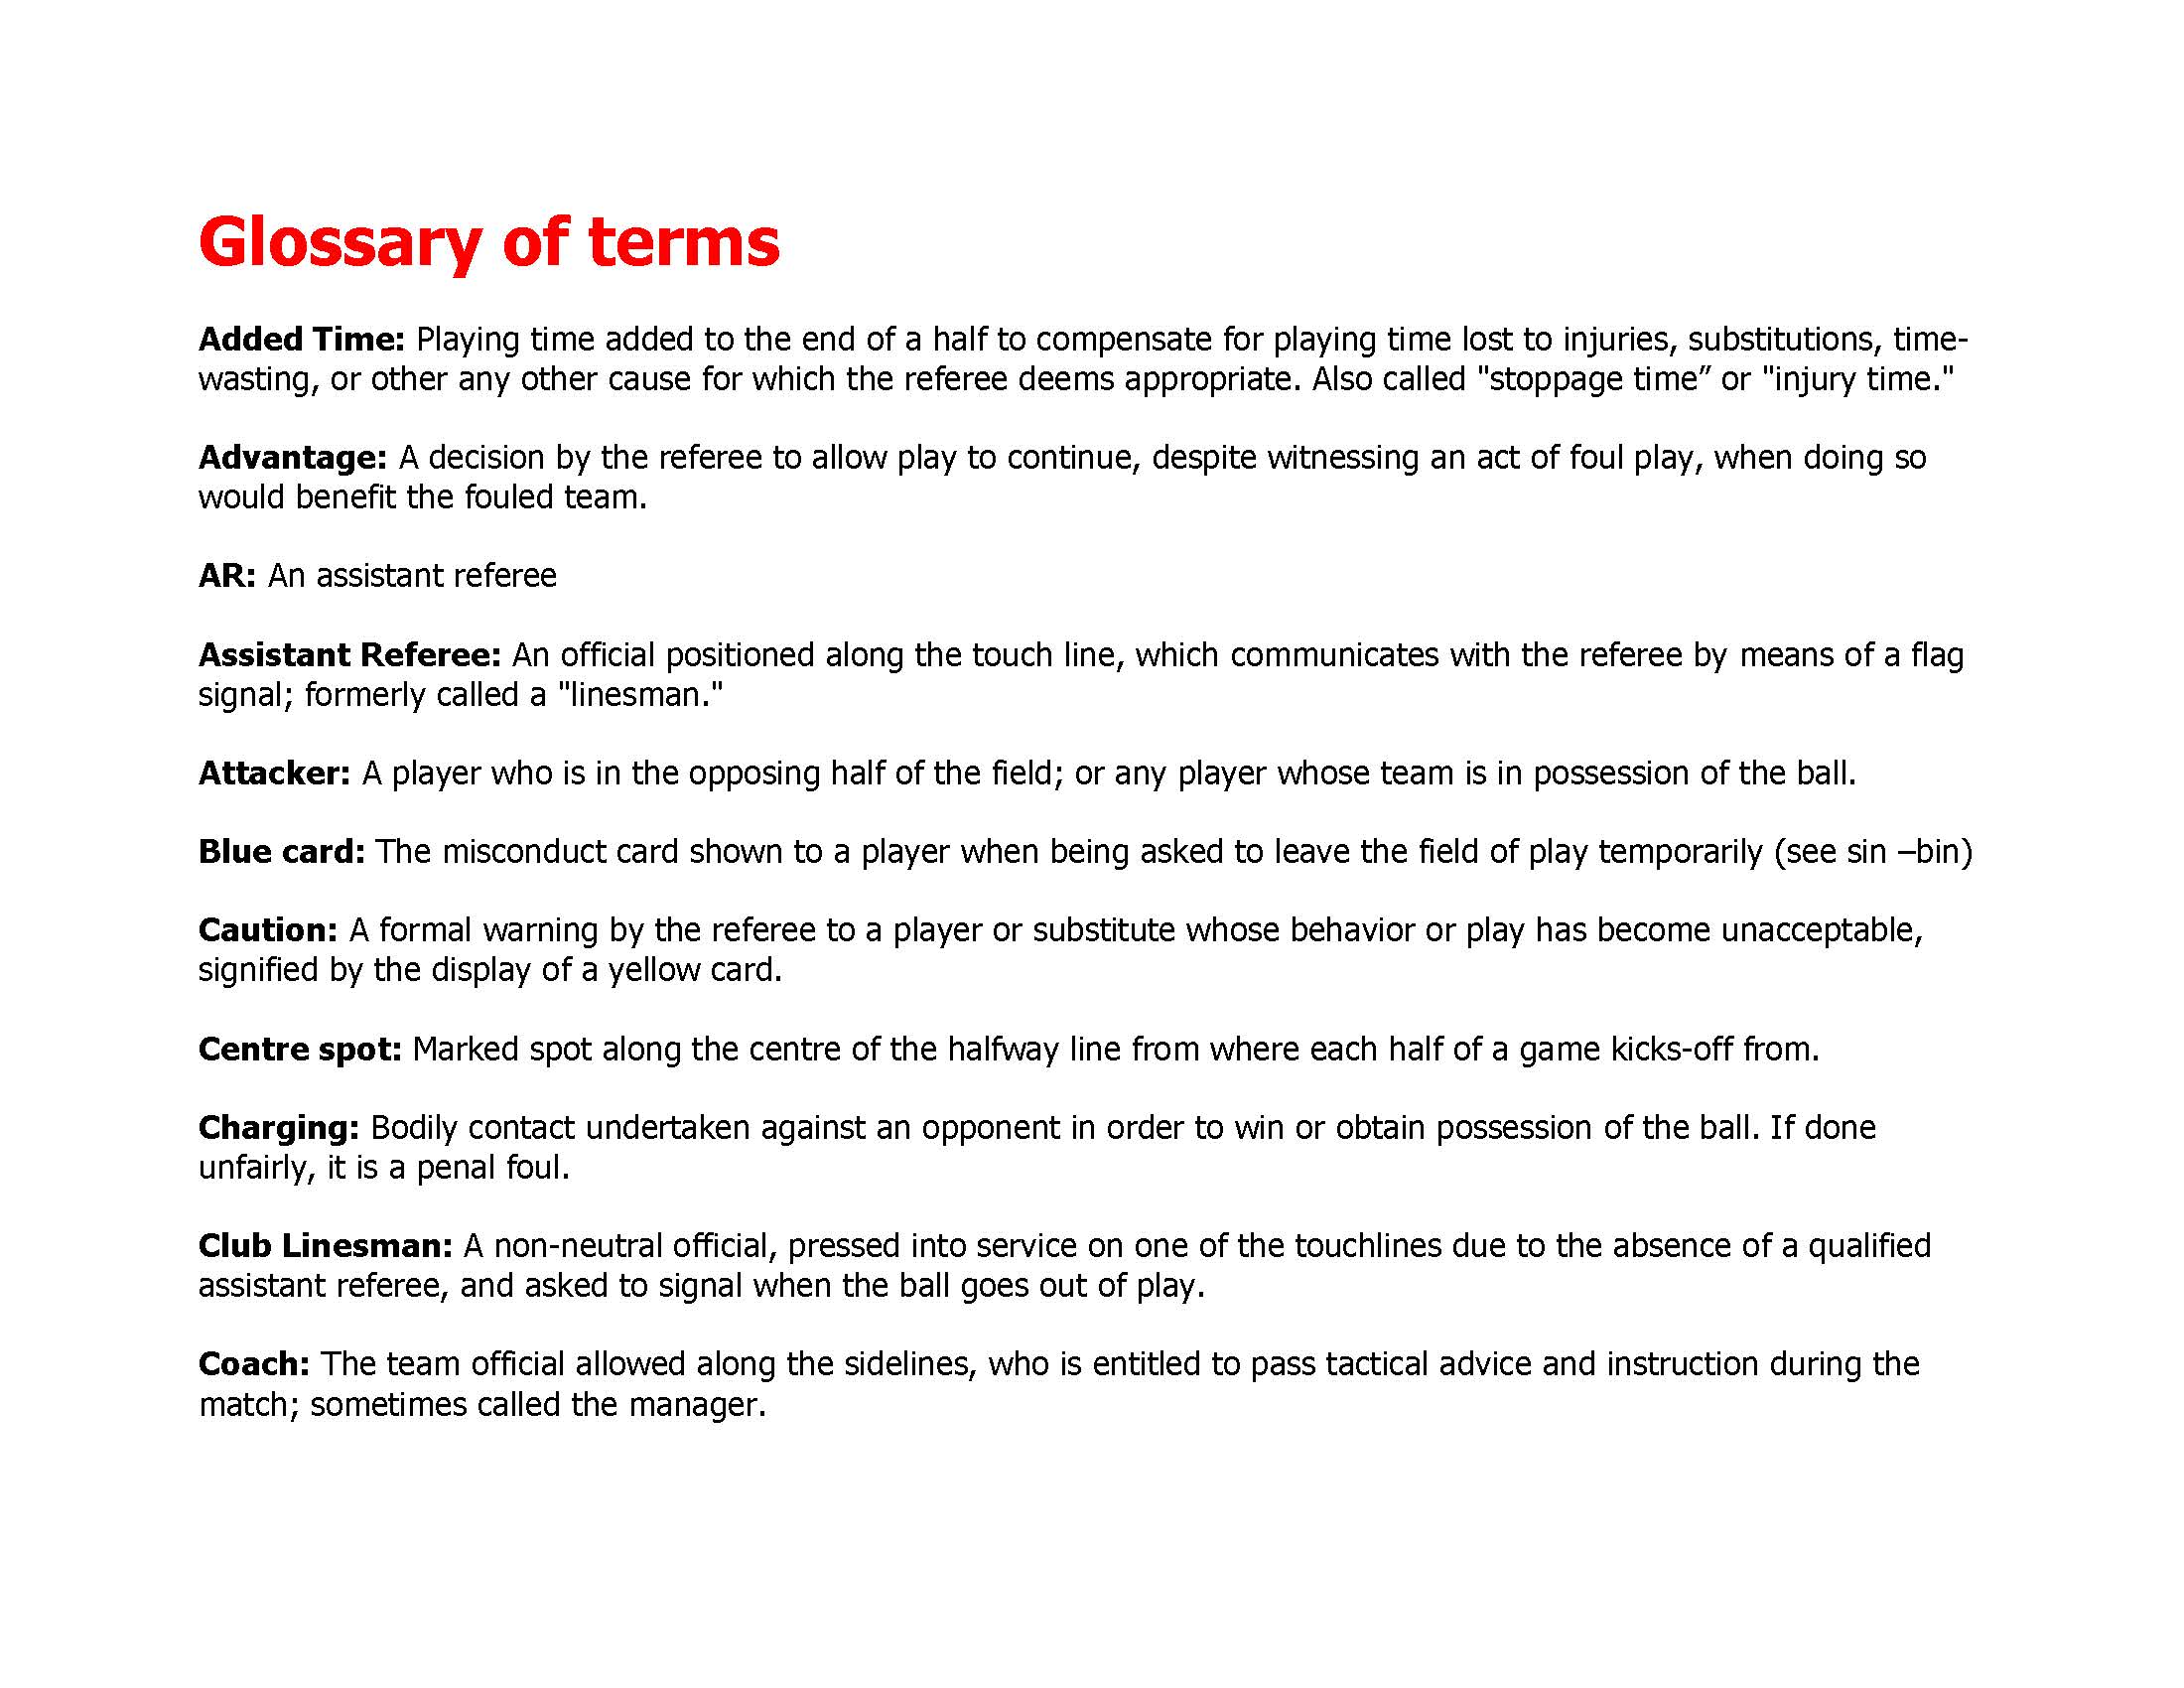 Glossary of terms
Added Time: Playing time added to the end of a half to compensate for playing time lost to injuries, substitutions, time-
wasting, or other any other cause for which the referee deems appropriate. Also called "stoppage time” or "injury time."
Advantage: A decision by the referee to allow play to continue, despite witnessing an act of foul play, when doing so
would benefit the fouled team.
AR: An assistant referee
Assistant Referee: An official positioned along the touch line, which communicates with the referee by means of a flag
signal; formerly called a "linesman."
Attacker: A player who is in the opposing half of the field; or any player whose team is in possession of the ball.
Blue card: The misconduct card shown to a player when being asked to leave the field of play temporarily (see sin –bin)
Caution: A formal warning by the referee to a player or substitute whose behavior or play has become unacceptable,
signified by the display of a yellow card.
Centre spot: Marked spot along the centre of the halfway line from where each half of a game kicks-off from.
Charging: Bodily contact undertaken against an opponent in order to win or obtain possession of the ball. If done
unfairly, it is a penal foul.
Club Linesman: A non-neutral official, pressed into service on one of the touchlines due to the absence of a qualified
assistant referee, and asked to signal when the ball goes out of play.
Coach: The team official allowed along the sidelines, who is entitled to pass tactical advice and instruction during the
match; sometimes called the manager.